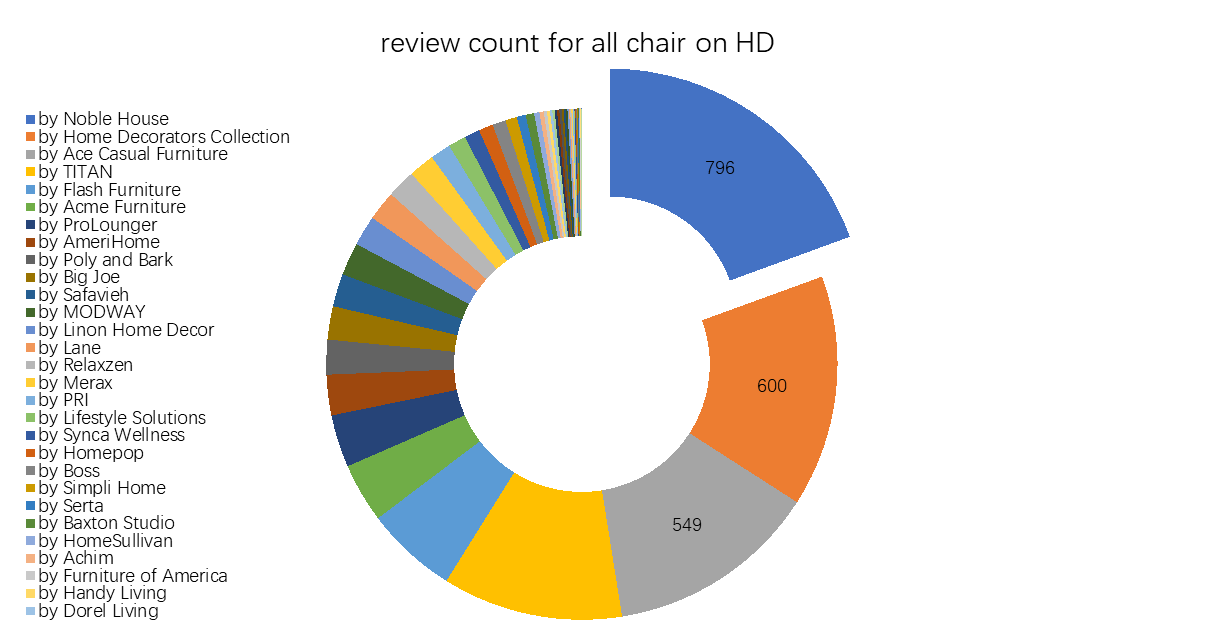 review count for all chair on HD
by Noble House
by Home Decorators Collection
by Ace Casual Furniture
by TITAN
by Flash Furniture
by Acme Furniture
by ProLounger
by AmeriHome
by Poly and Bark
by Big Joe
by Safavieh
by MODWAY
by Linon Home Decor
by Lane
by Relaxzen
by Merax
by PRI
by Lifestyle Solutions
by Synca Wellness
by Homepop
by Boss
by Simpli Home
by Serta
by Baxton Studio
by HomeSullivan
by Achim
by Furniture of America
by Handy Living
by Dorel Living
796
600
549